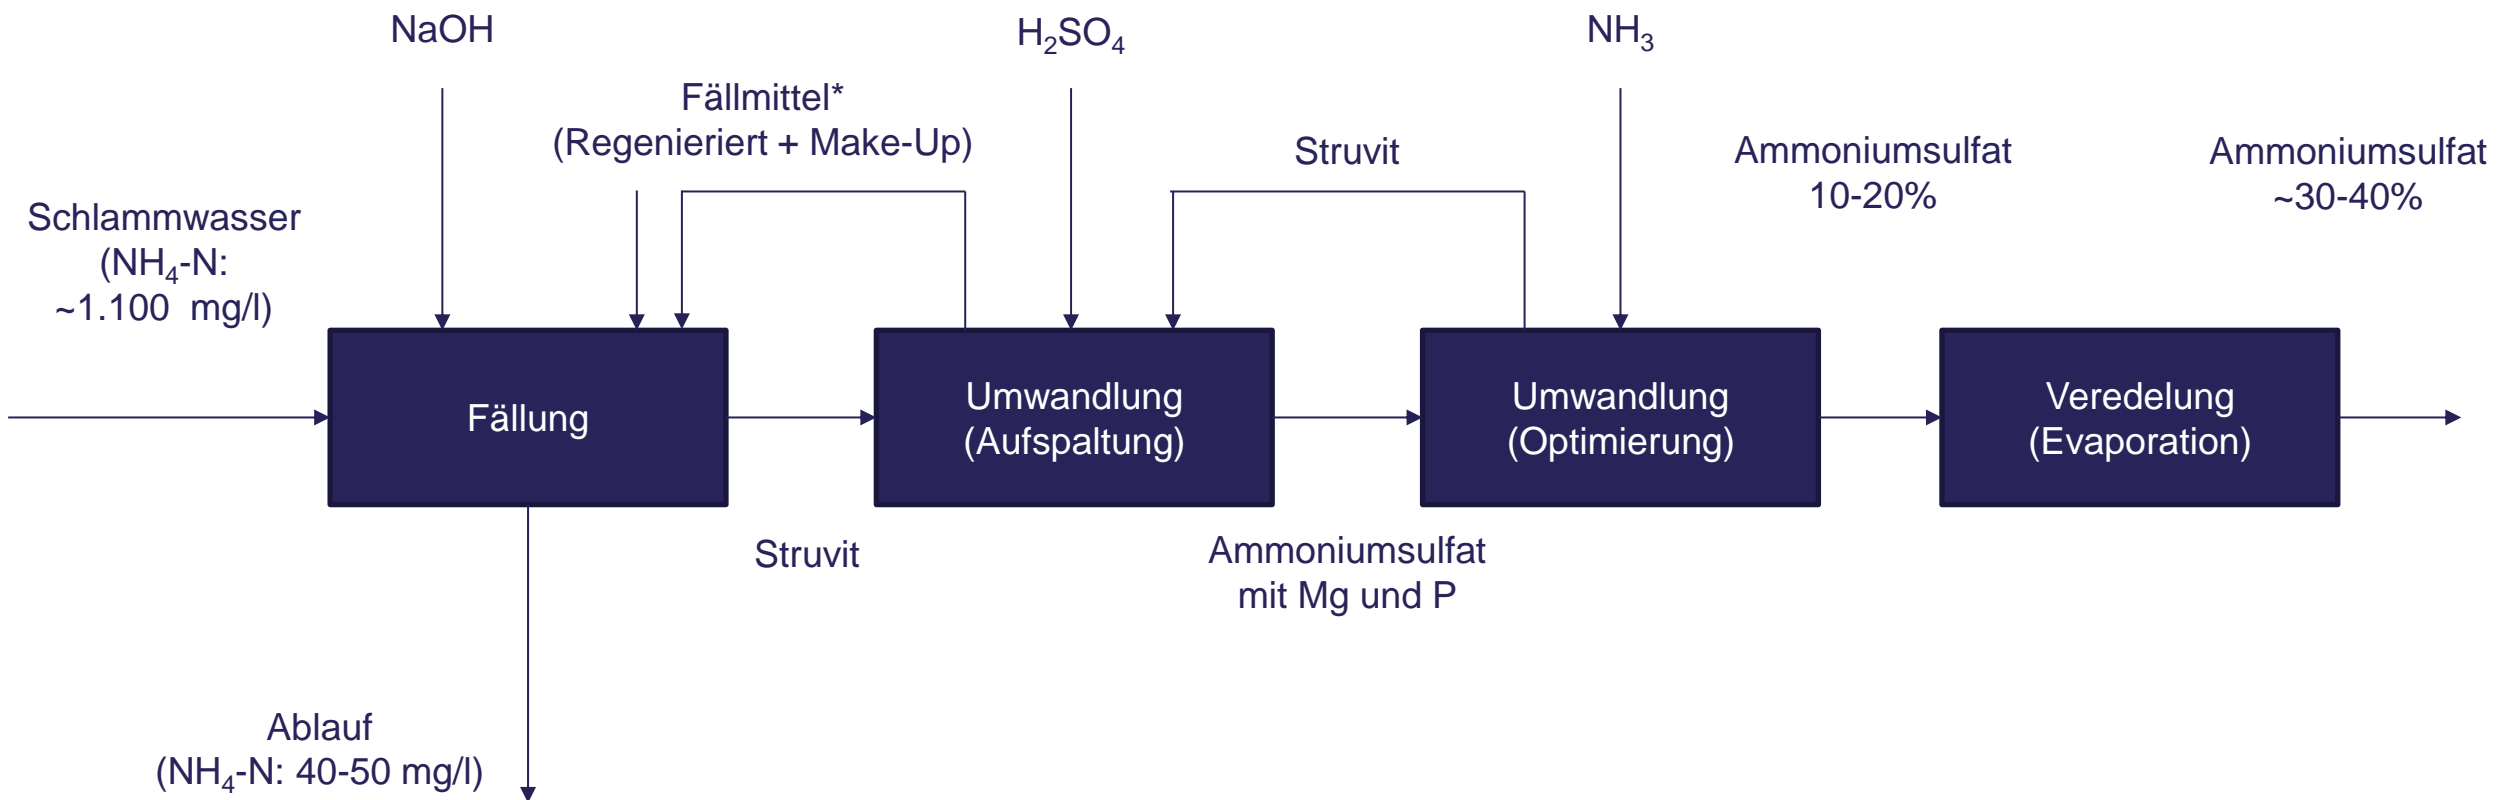 NaOH
H₂SO₄
NH₃
Fällmittel*
(Regenieriert + Make-Up)
Struvit
Ammoniumsulfat
10-20%
Ammoniumsulfat
~30-40%
Schlammwasser
(NH₄-N:
~1.100 mg/l)
Fällung
Umwandlung
(Aufspaltung)
Umwandlung
(Optimierung)
Veredelung
(Evaporation)
Struvit
Ammoniumsulfat
mit Mg und P
Ablauf
(NH₄-N: 40-50 mg/l)